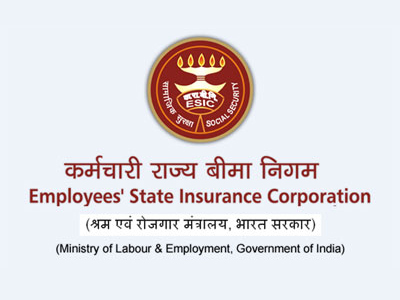 सामाजिक सुरक्षा SOCIAL SECURITY
क.रा.बी.नि.
ESIC
कर्मचारी राज्य बीमा निगम
Employees' State Insurance Corporation
(श्रम एवं रोजगार मंत्रालय, भारत सरकार)
(Ministry of Labour & Employment, Government of India)